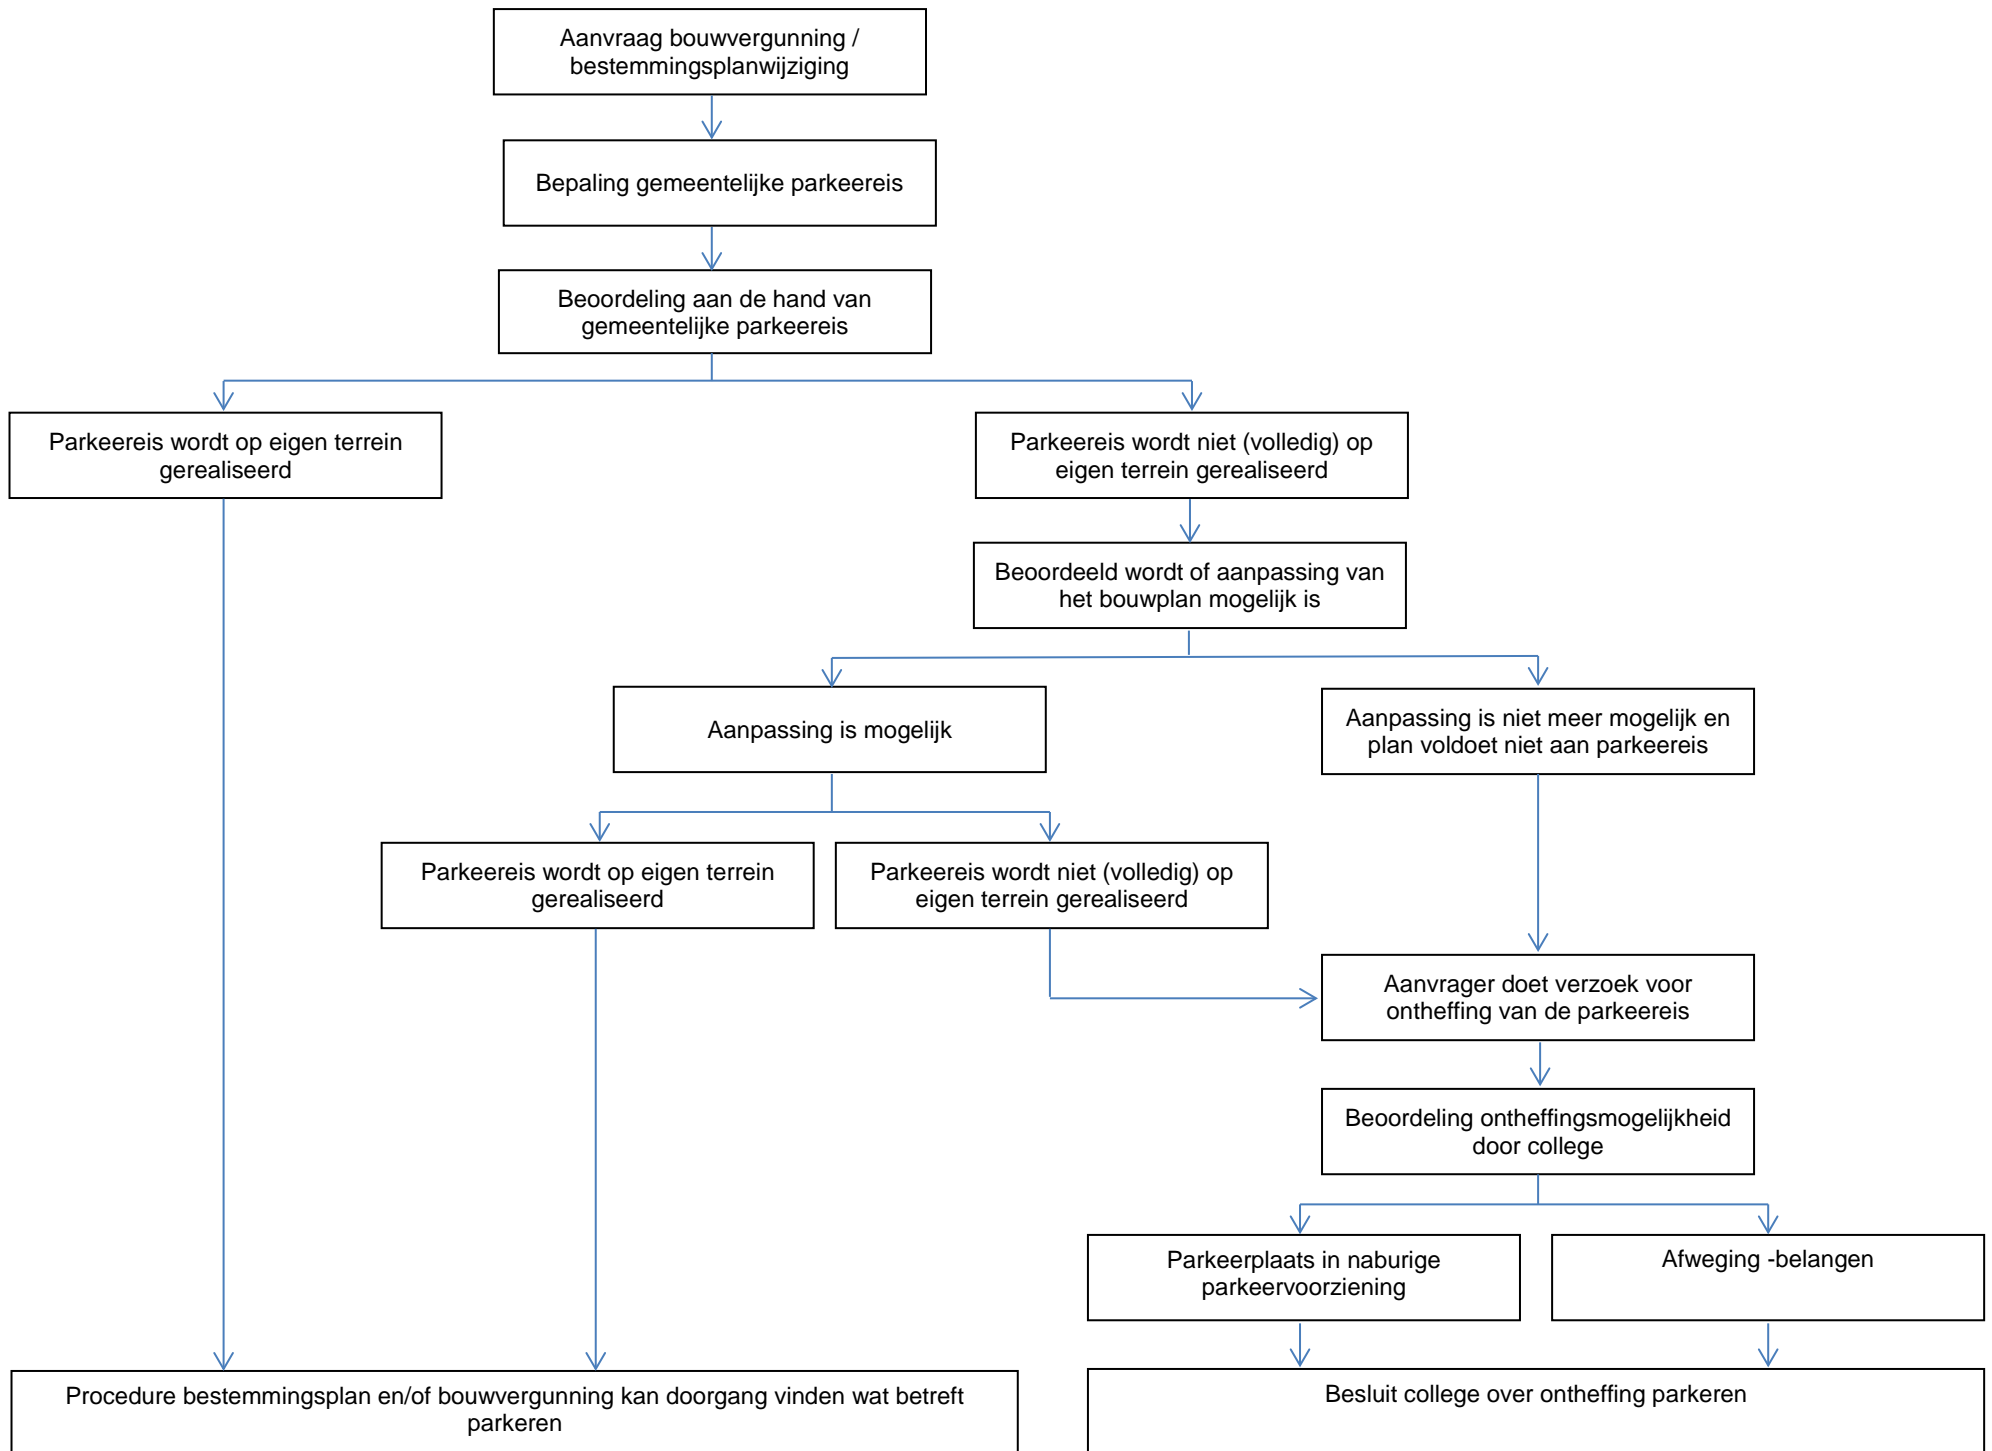 Aanvraag bouwvergunning /
bestemmingsplanwijziging
Bepaling gemeentelijke parkeereis
Beoordeling aan de hand van
gemeentelijke parkeereis
Parkeereis wordt op eigen terrein
gerealiseerd
Parkeereis wordt niet (volledig) op
eigen terrein gerealiseerd
Beoordeeld wordt of aanpassing van
het bouwplan mogelijk is
Aanpassing is mogelijk
Aanpassing is niet meer mogelijk en
plan voldoet niet aan parkeereis
Parkeereis wordt op eigen terrein
gerealiseerd
Parkeereis wordt niet (volledig) op
eigen terrein gerealiseerd
Aanvrager doet verzoek voor
ontheffing van de parkeereis
Beoordeling ontheffingsmogelijkheid
door college
Parkeerplaats in naburige
parkeervoorziening
Afweging -belangen
Procedure bestemmingsplan en/of bouwvergunning kan doorgang vinden wat betreft
parkeren
Besluit college over ontheffing parkeren